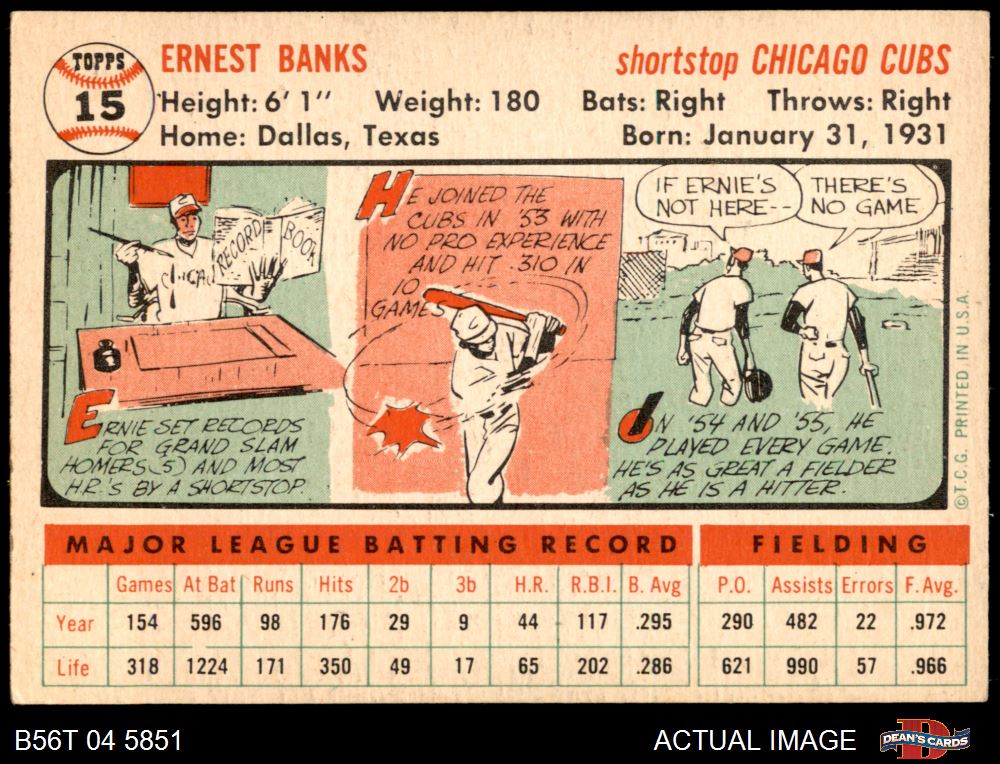 TOPPS
15
ERNEST BANKS
shortstop CHICAGO CUBS
Height: 6' 1" Weight: 180 Bats: Right Throws: Right
Home: Dallas, Texas Born: January 31, 1931
CHICAG
RECORD BOOK
ERNIE SET RECORDS
FOR GRAND SLAM
HOMERS (5) AND MOST
H.R.'S BY A SHORTSTOP.
HE JOINED THE
CUBS IN '53 WITH
NO PRO EXPERIENCE
AND HIT .310 IN
10
GAMES
IF ERNIE'S
NOT HERE--
THERE'S
NO GAME
IN '54 AND '55, HE
PLAYED EVERY GAME.
HE'S AS GREAT A FIELDER
AS HE IS A HITTER.
©T.C.G. PRINTED IN U.S.A.
MAJOR LEAGUE BATTING RECORD FIELDING
Games At Bat Runs Hits 2b 3b H.R. R.B.I. B. Avg P.O. Assists Errors F. Avg.
Year 154 596 98 176 29 9 44 117 .295 290 482 22 .972
Life 318 1224 171 350 49 17 65 202 .286 621 990 57 .966
B56T 04 5851
ACTUAL IMAGE
D
DEAN'S CARDS